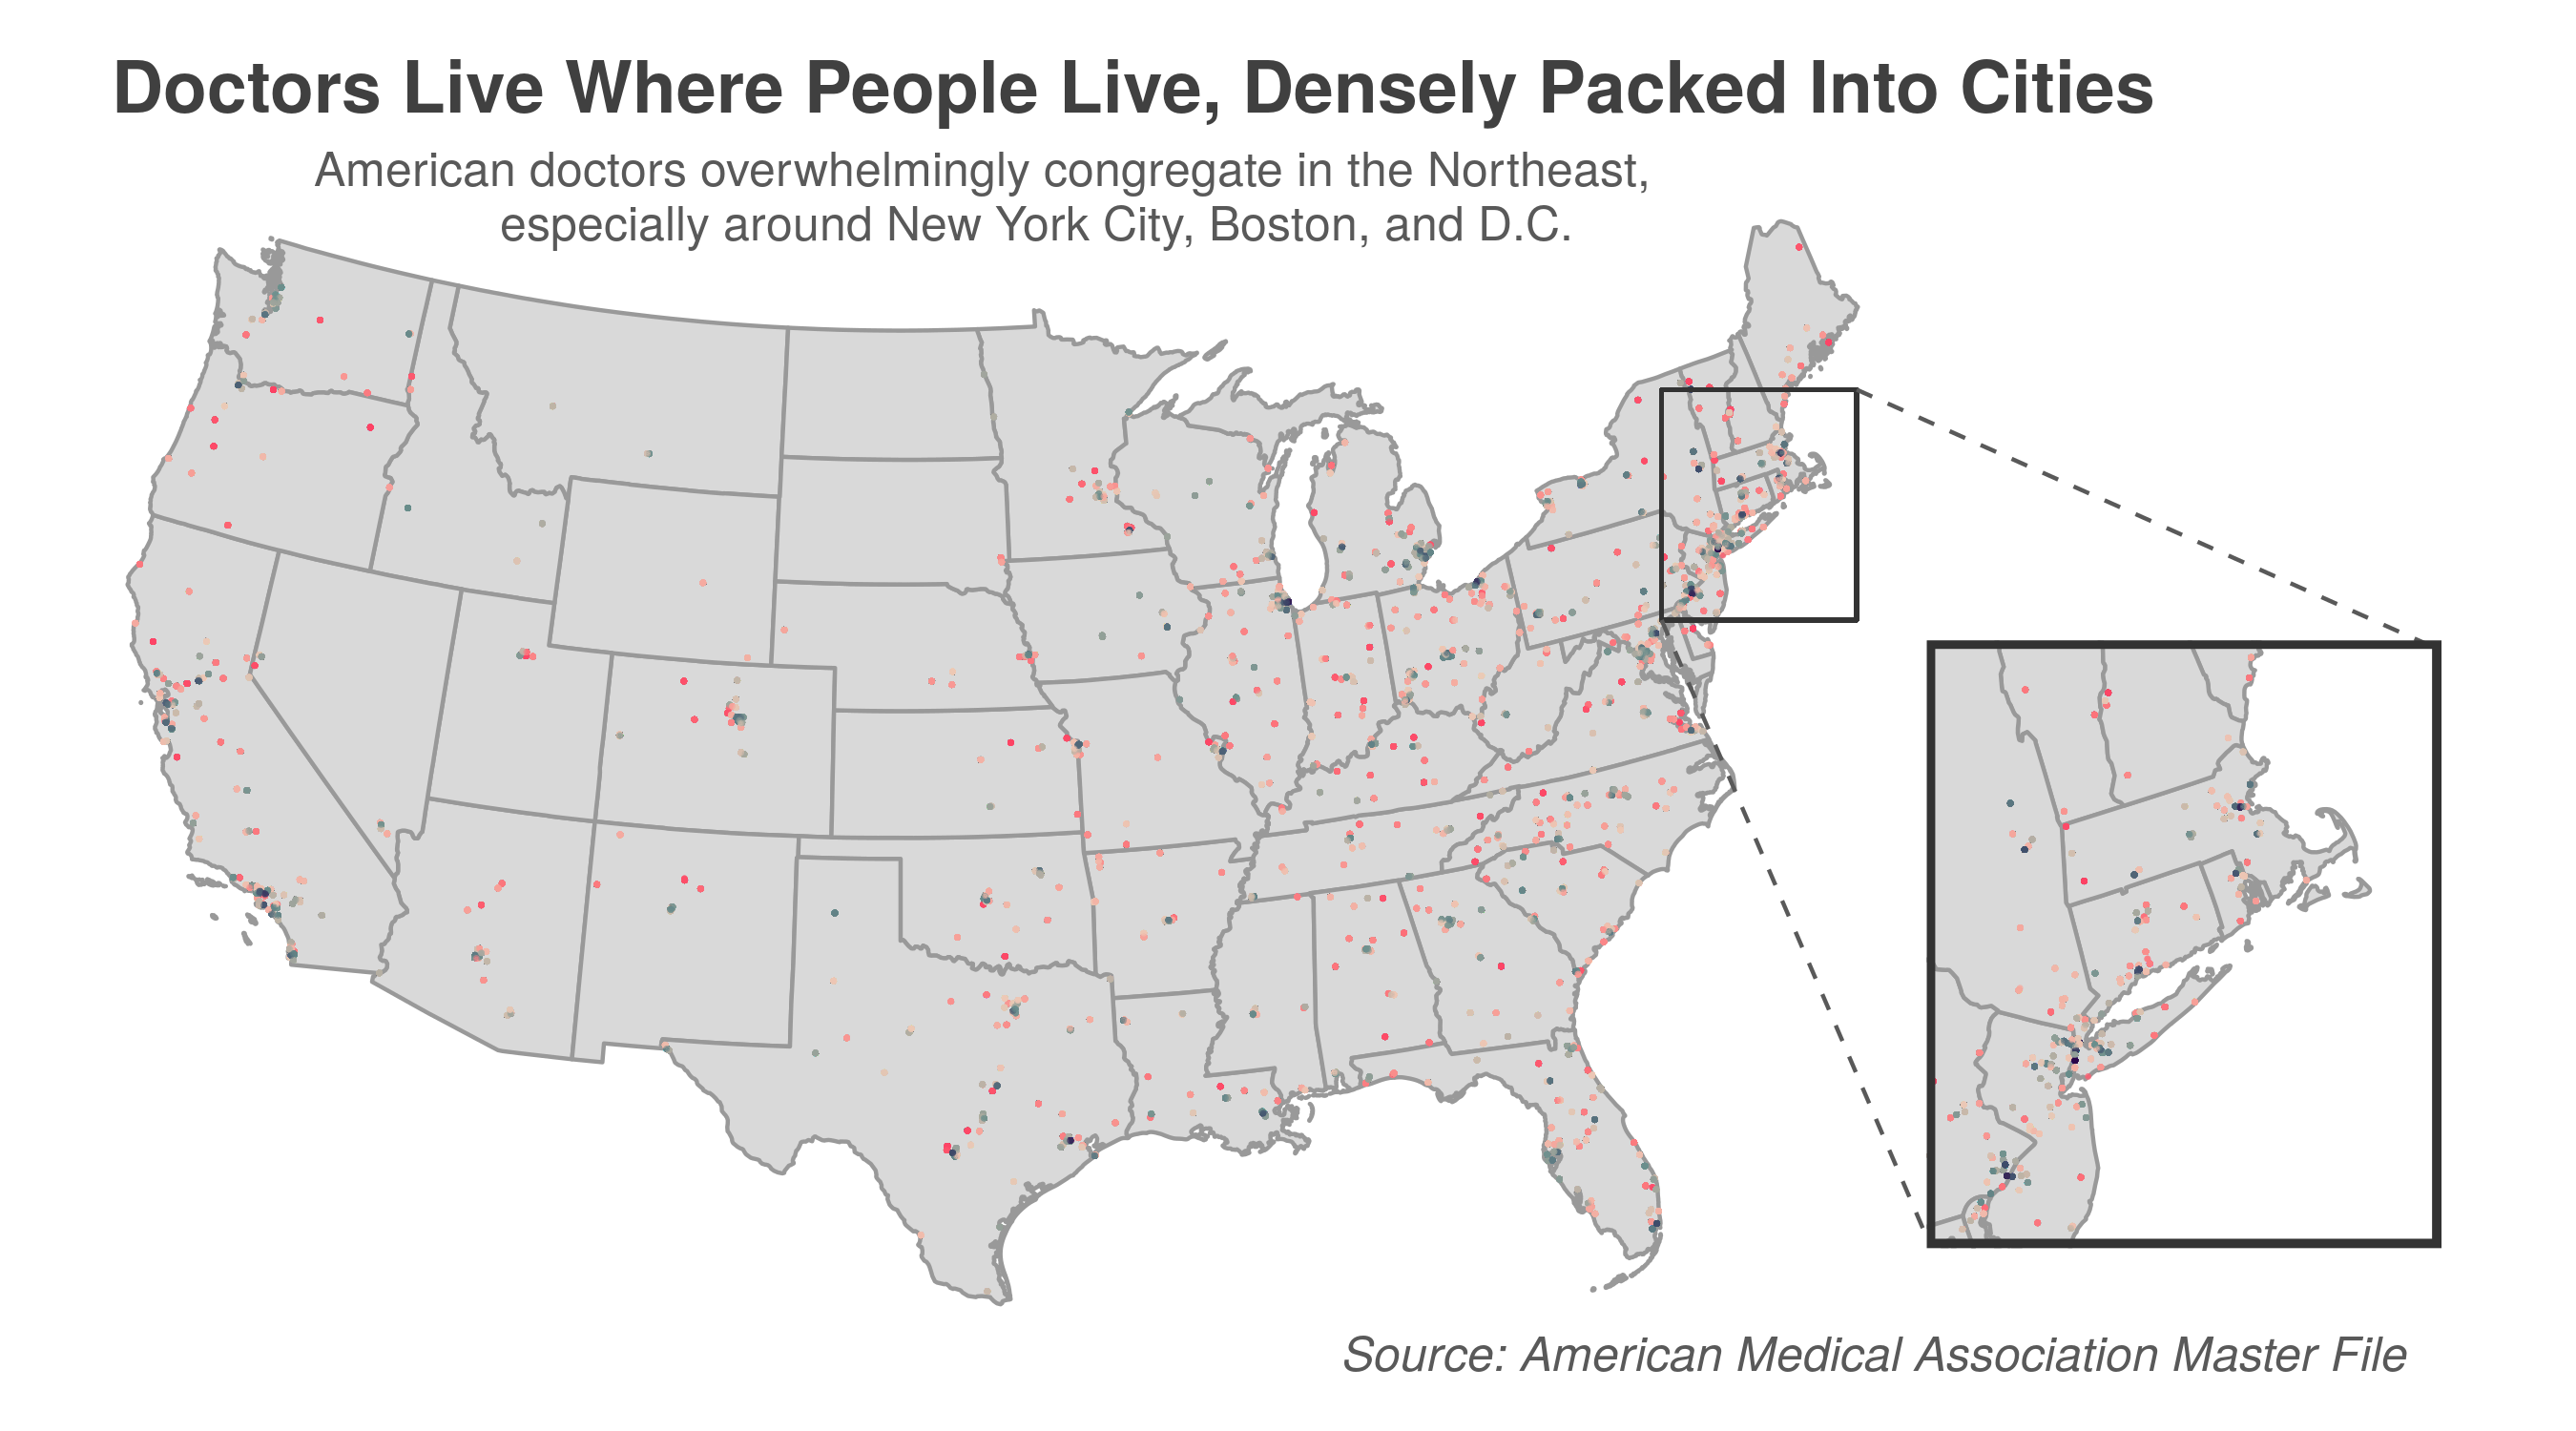 Doctors Live Where People Live, Densely Packed Into Cities
American doctors overwhelmingly congregate in the Northeast,
especially around New York City, Boston, and D.C.
Source: American Medical Association Master File